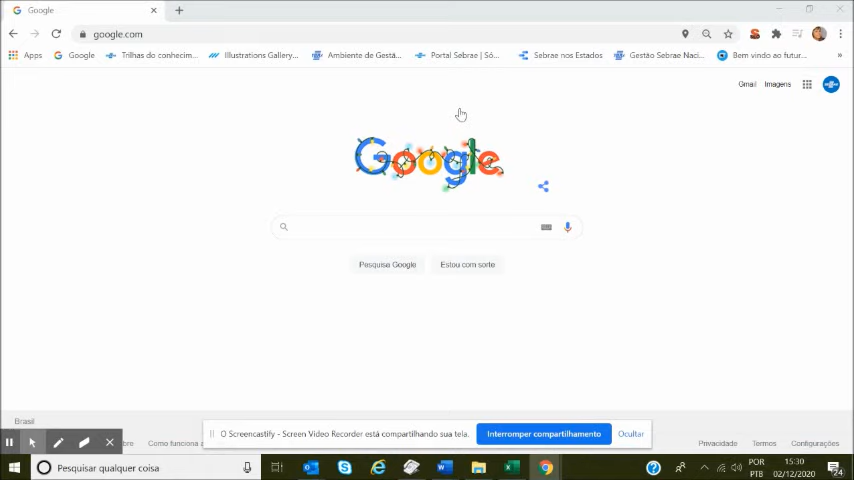 Google
google.com
Apps
Google
Trilhas do conhecim...
Illustrations Gallery...
Ambiente de Gestã...
Portal Sebrae | Só...
Sebrae nos Estados
Gestão Sebrae Naci...
Bem vindo ao futur...
»
Gmail
Imagens
Google
Pesquisa Google
Estou com sorte
Brasil
bre
Como funciona a
O Screencastify - Screen Video Recorder está compartilhando sua tela.
Interromper compartilhamento
Ocultar
Privacidade
Termos
Configurações
Pesquisar qualquer coisa
POR
PTB
15:30
02/12/2020
24